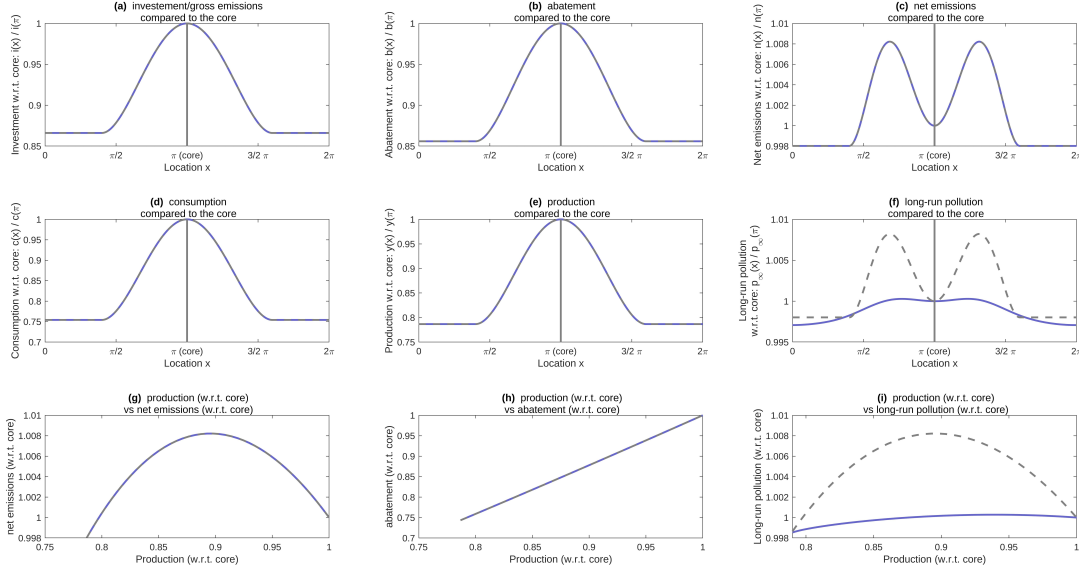 (a) investement/gross emissions
compared to the core
Investment w.r.t. core: i(x) / i(π)
1
0.95
0.9
0.85
0
π/2
π (core)
3/2 π
2π
Location x
(b) abatement
compared to the core
Abatement w.r.t. core: b(x) / b(π)
1
0.95
0.9
0.85
0
π/2
π (core)
3/2 π
2π
Location x
(c) net emissions
compared to the core
Net emissions w.r.t. core: n(x) / n(π)
1.01
1.008
1.006
1.004
1.002
1
0.998
0
π/2
π (core)
3/2 π
2π
Location x
(d) consumption
compared to the core
Consumption w.r.t. core: c(x) / c(π)
1
0.95
0.9
0.85
0.8
0.75
0.7
0
π/2
π (core)
3/2 π
2π
Location x
(e) production
compared to the core
Production w.r.t. core: y(x) / y(π)
1
0.95
0.9
0.85
0.8
0.75
0
π/2
π (core)
3/2 π
2π
Location x
(f) long-run pollution
compared to the core
Long-run pollution
w.r.t. core: p∞(x) / p∞(π)
1.01
1.005
1
0.995
0
π/2
π (core)
3/2 π
2π
Location x
(g) production (w.r.t. core)
vs net emissions (w.r.t. core)
net emissions (w.r.t. core)
1.01
1.008
1.006
1.004
1.002
1
0.998
0.75
0.8
0.85
0.9
0.95
1
Production (w.r.t. core)
(h) production (w.r.t. core)
vs abatement (w.r.t. core)
abatement (w.r.t. core)
1
0.95
0.9
0.85
0.8
0.75
0.7
0.75
0.8
0.85
0.9
0.95
1
Production (w.r.t. core)
(i) production (w.r.t. core)
vs long-run pollution (w.r.t. core)
Long-run pollution (w.r.t. core)
1.01
1.008
1.006
1.004
1.002
1
0.998
0.8
0.85
0.9
0.95
1
Production (w.r.t. core)